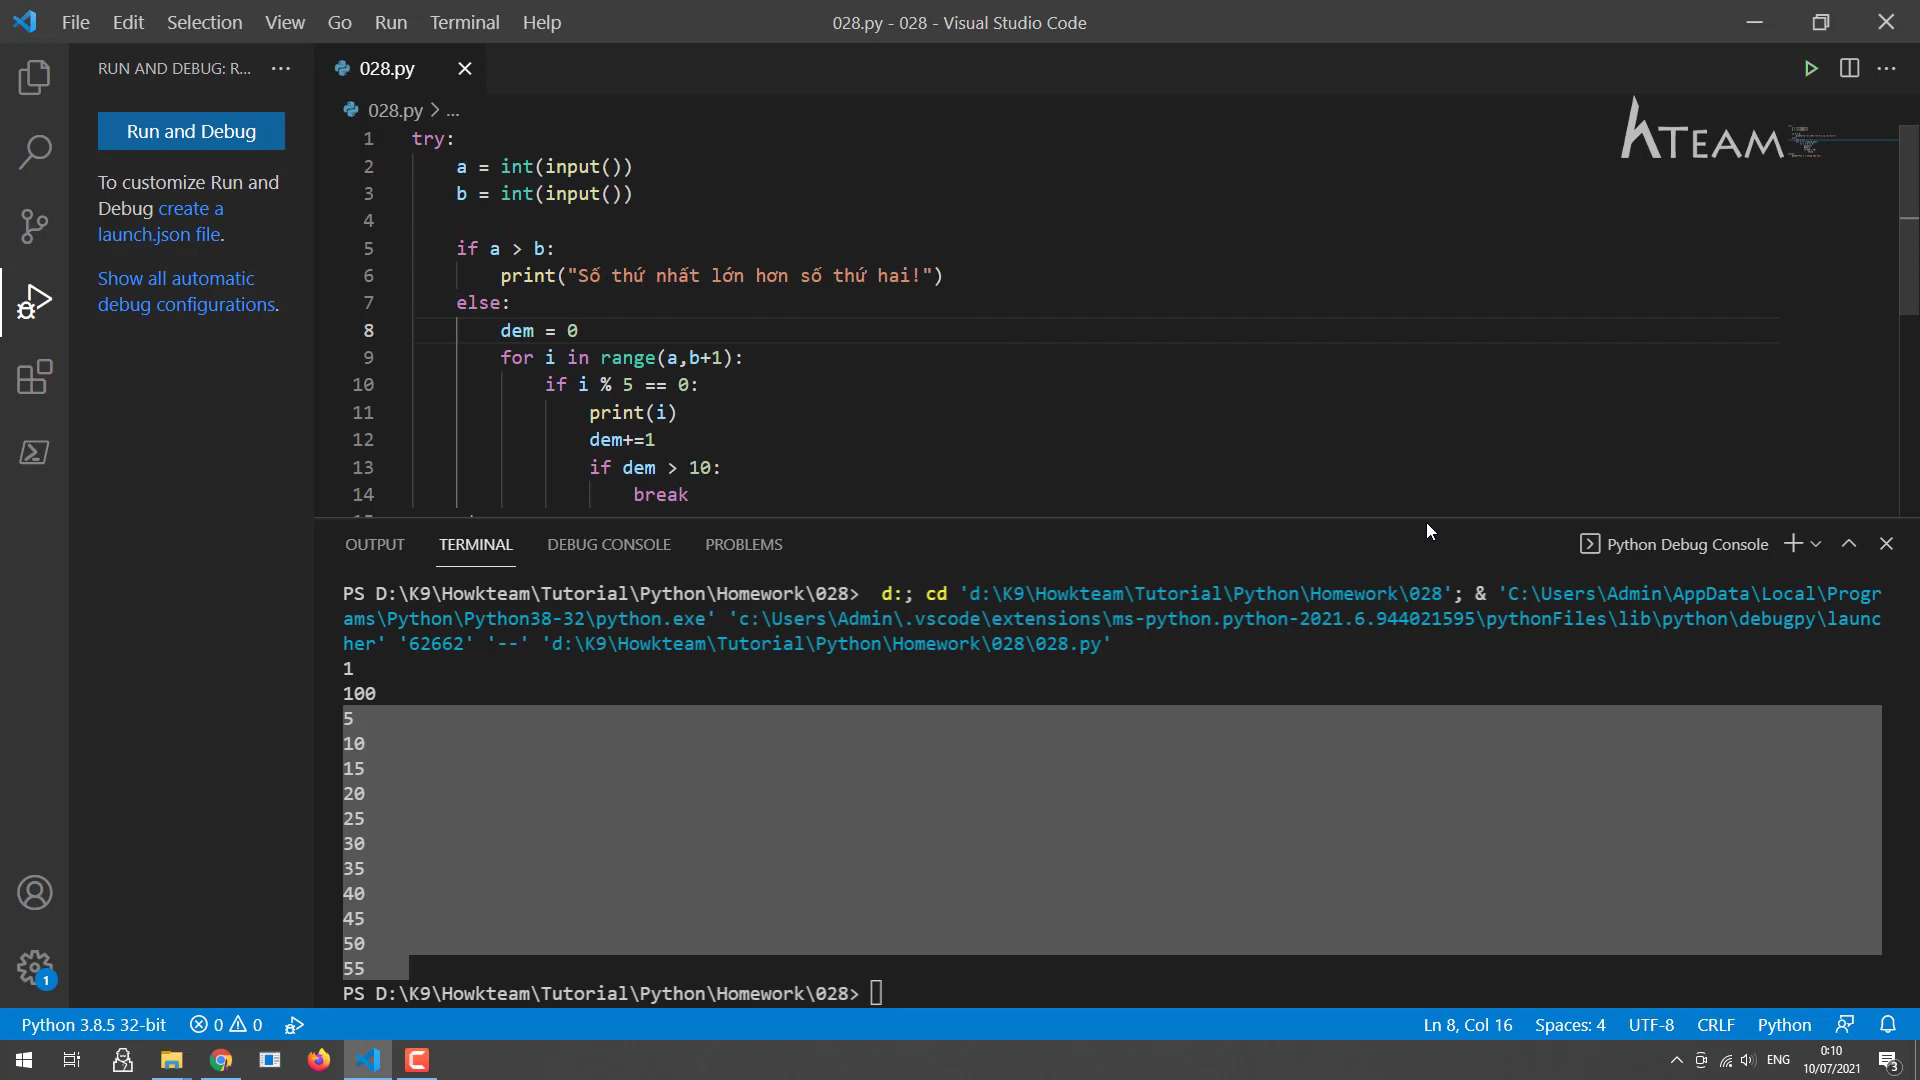 File Edit Selection View Go Run Terminal Help
028.py - 028 - Visual Studio Code
RUN AND DEBUG: R... ···
Run and Debug
To customize Run and
Debug create a
launch.json file.
Show all automatic
debug configurations.
028.py
028.py > ...
HTEAM
1 try:
2 a = int(input())
3 b = int(input())
4
5 if a > b:
6 print("Số thứ nhất lớn hơn số thứ hai!")
7 else:
8 dem = 0
9 for i in range(a,b+1):
10 if i % 5 == 0:
11 print(i)
12 dem+=1
13 if dem > 10:
14 break
OUTPUT TERMINAL DEBUG CONSOLE PROBLEMS
Python Debug Console
PS D:\K9\Howkteam\Tutorial\Python\Homework\028> d:; cd 'd:\K9\Howkteam\Tutorial\Python\Homework\028'; & 'C:\Users\Admin\AppData\Local\Progr
ams\Python\Python38-32\python.exe' 'c:\Users\Admin\.vscode\extensions\ms-python.python-2021.6.944021595\pythonFiles\lib\python\debugpy\launc
her' '62662' '--' 'd:\K9\Howkteam\Tutorial\Python\Homework\028\028.py'
1
100
5
10
15
20
25
30
35
40
45
50
55
PS D:\K9\Howkteam\Tutorial\Python\Homework\028>
1
Python 3.8.5 32-bit 0 0
Ln 8, Col 16 Spaces: 4 UTF-8 CRLF Python
ENG
0:10
10/07/2021
3